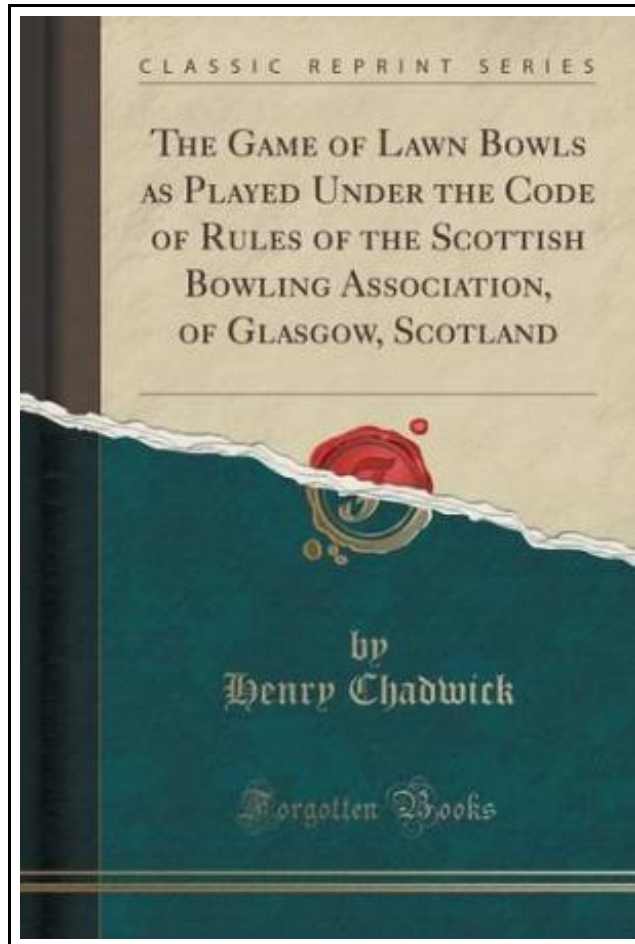 CLASSIC REPRINT SERIES
THE GAME OF LAWN BOWLS
AS PLAYED UNDER THE CODE
OF RULES OF THE SCOTTISH
BOWLING ASSOCIATION,
OF GLASGOW, SCOTLAND
by
Henry Chadwick
Forgotten Books